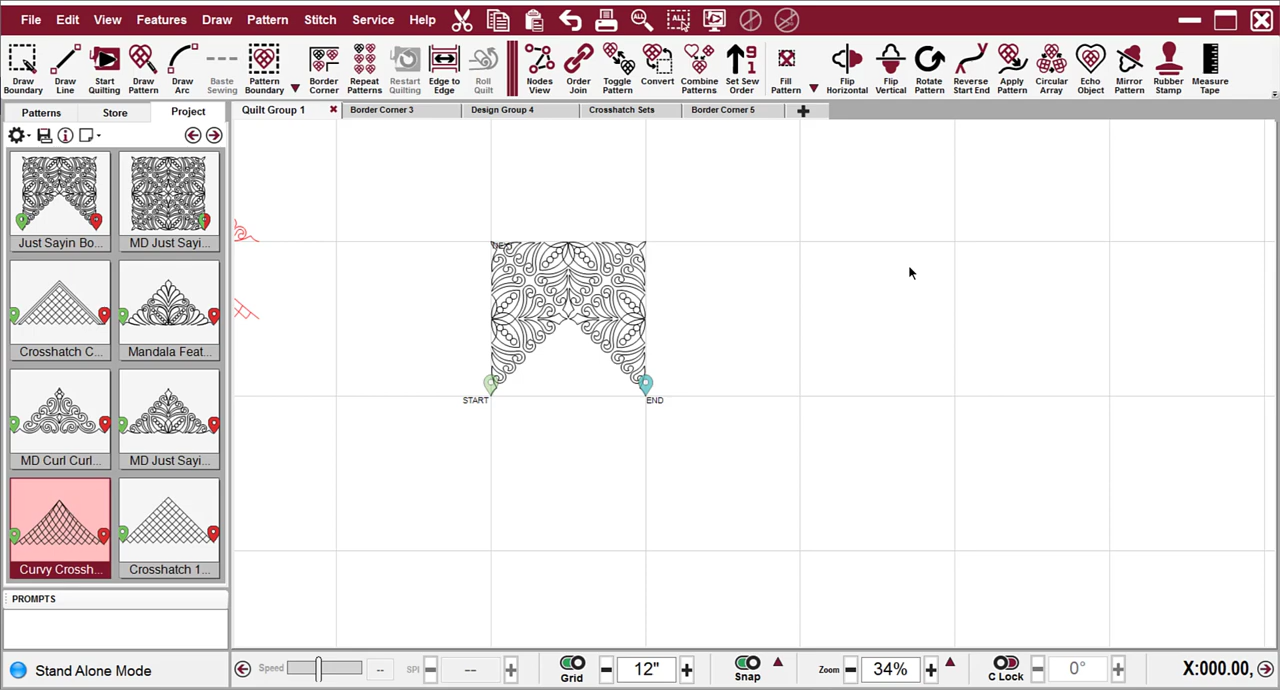 File Edit View Features Draw Pattern Stitch Service Help
Draw Boundary
Draw Line
Start Quilting
Draw Pattern
Draw Arc
Baste Sewing
Pattern Boundary
Border Corner
Repeat Patterns
Restart Quilting
Edge to Edge
Roll Quilt
Nodes View
Order Join
Toggle Pattern
Convert
Combine Patterns
Set Sew Order
Fill Pattern
Flip Horizontal
Flip Vertical
Rotate Pattern
Reverse Start End
Apply Pattern
Circular Array
Echo Object
Mirror Pattern
Rubber Stamp
Measure Tape
Patterns Store Project
Quilt Group 1 Border Corner 3 Design Group 4 Crosshatch Sets Border Corner 5
Just Sayin Bo... MD Just Sayi...
Crosshatch C... Mandala Feat...
MD Curl Curl... MD Just Sayi...
Curvy Crossh... Crosshatch 1...
START END
PROMPTS
Stand Alone Mode
Speed -- SPI -- Grid 12" Snap Zoom 34% C Lock 0° X:000.00,